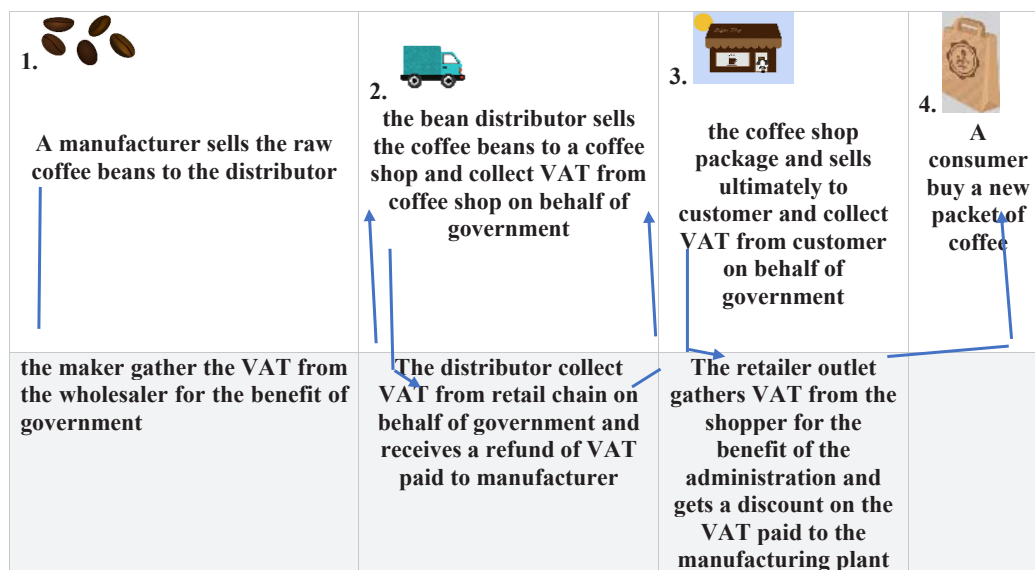 1.
A manufacturer sells the raw
coffee beans to the distributor
2.
the bean distributor sells
the coffee beans to a coffee
shop and collect VAT from
coffee shop on behalf of
government
3.
the coffee shop
package and sells
ultimately to
customer and collect
VAT from customer
on behalf of
government
4.
A
consumer
buy a new
packet of
coffee
the maker gather the VAT from
the wholesaler for the benefit of
government
The distributor collect
VAT from retail chain on
behalf of government and
receives a refund of VAT
paid to manufacturer
The retailer outlet
gathers VAT from the
shopper for the
benefit of the
administration and
gets a discount on the
VAT paid to the
manufacturing plant